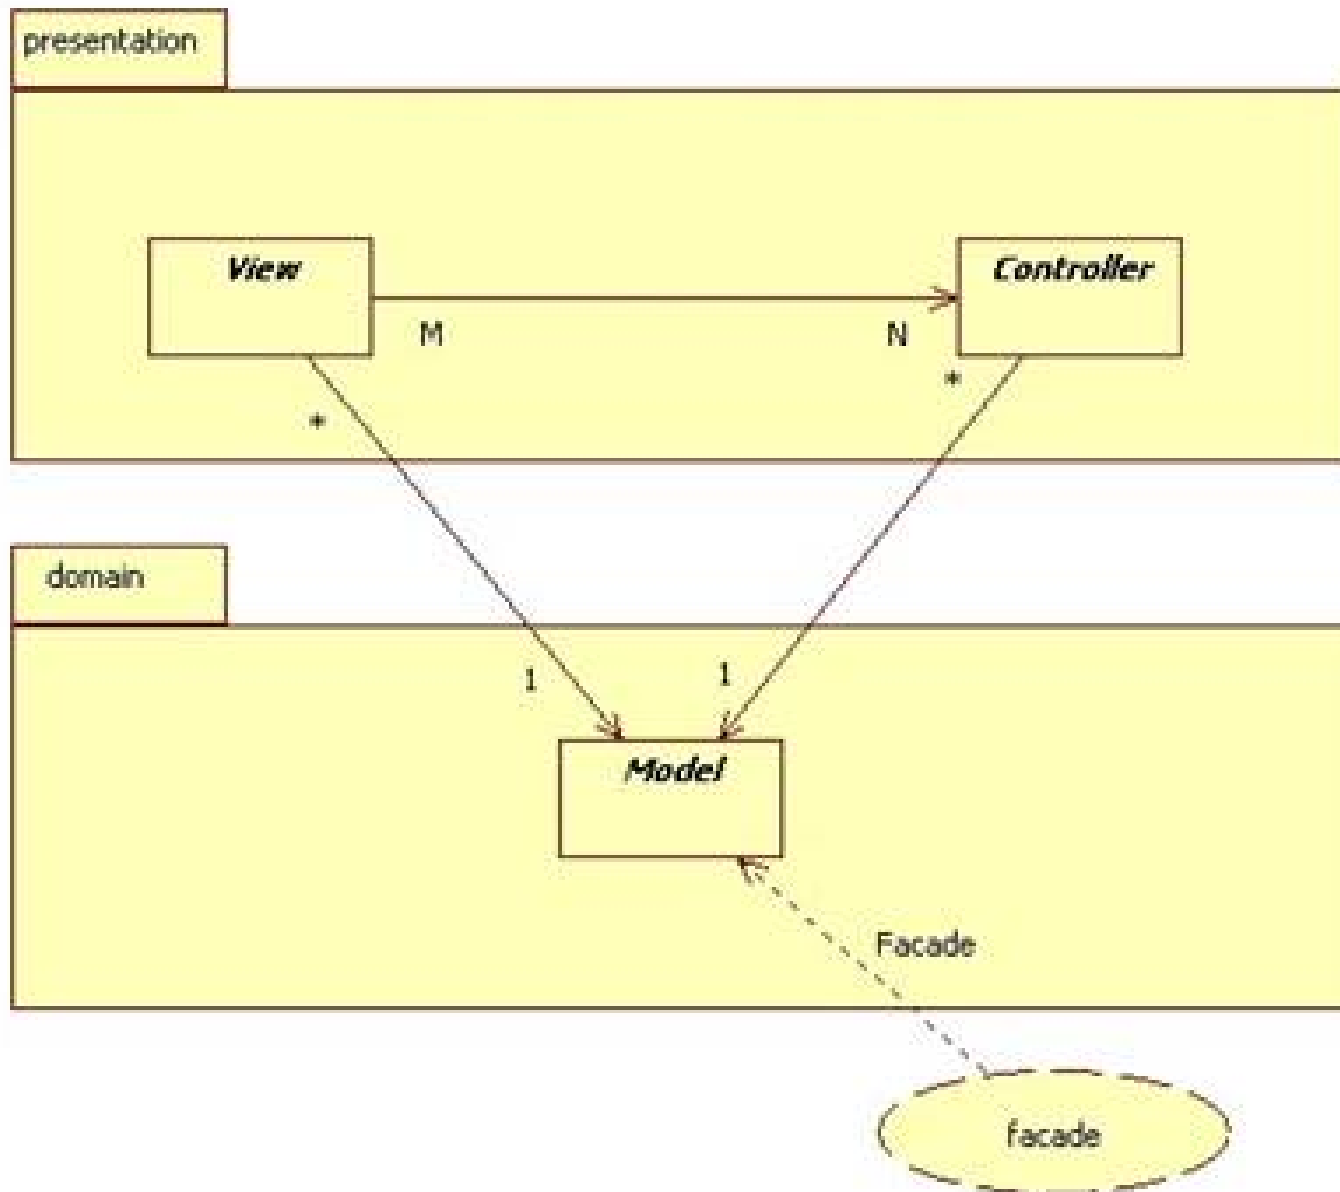 presentation
View
Controller
M
N
*
*
domain
1
1
Model
Facade
facade